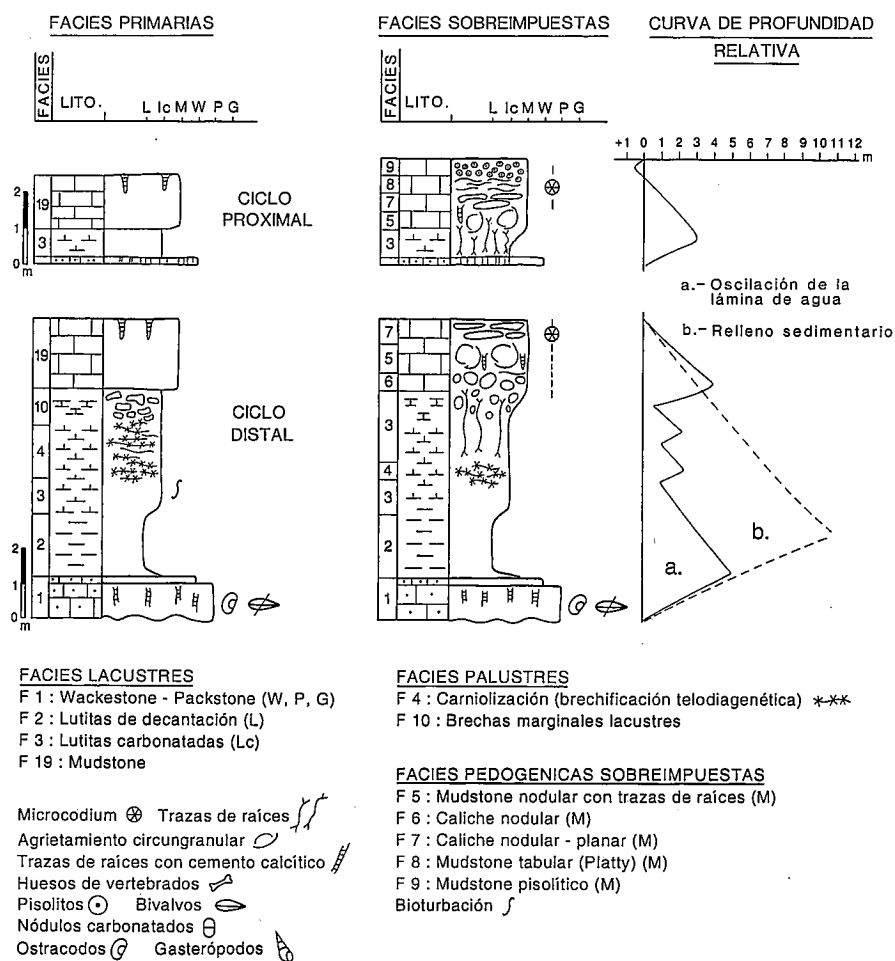 FACIES PRIMARIAS
FACIES SOBREIMPUESTAS
CURVA DE PROFUNDIDAD
RELATIVA
FACIES
LITO.
L lc M W P G
FACIES
LITO.
L lc M W P G
+1 0 1 2 3 4 5 6 7 8 9 10 11 12
m
2
1
0
m
19
3
CICLO
PROXIMAL
9
8
7
5
3
a.- Oscilación de la
lámina de agua
b.- Relleno sedimentario
19
10
4
3
2
1
2
1
0
m
CICLO
DISTAL
7
5
6
3
4
3
2
1
a.
b.
FACIES LACUSTRES
F 1 : Wackestone - Packstone (W, P, G)
F 2 : Lutitas de decantación (L)
F 3 : Lutitas carbonatadas (Lc)
F 19 : Mudstone
Microcodium Trazas de raíces
Agrietamiento circungranular
Trazas de raíces con cemento calcítico
Huesos de vertebrados
Pisolitos Bivalvos
Nódulos carbonatados
Ostracodos Gasterópodos
FACIES PALUSTRES
F 4 : Carniolización (brechificación telodiagenética)
F 10 : Brechas marginales lacustres
FACIES PEDOGENICAS SOBREIMPUESTAS
F 5 : Mudstone nodular con trazas de raíces (M)
F 6 : Caliche nodular (M)
F 7 : Caliche nodular - planar (M)
F 8 : Mudstone tabular (Platty) (M)
F 9 : Mudstone pisolítico (M)
Bioturbación